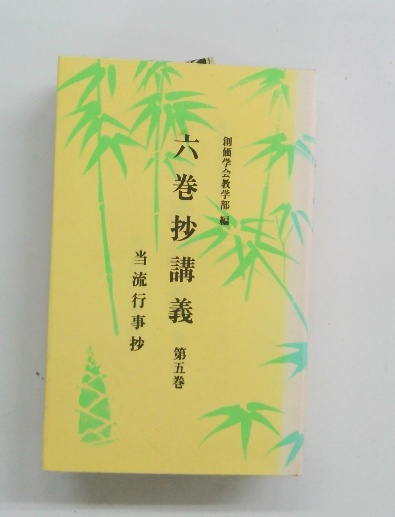 創価学会教学部 編
六巻抄講義 第五巻
当流行事抄